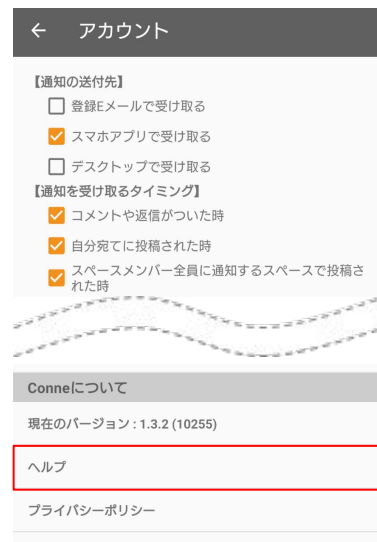 ← アカウント
【通知の送付先】
登録Eメールで受け取る
スマホアプリで受け取る
デスクトップで受け取る
【通知を受け取るタイミング】
コメントや返信がついた時
自分宛てに投稿された時
スペースメンバー全員に通知するスペースで投稿さ
れた時
Conneについて
現在のバージョン : 1.3.2 (10255)
ヘルプ
プライバシーポリシー